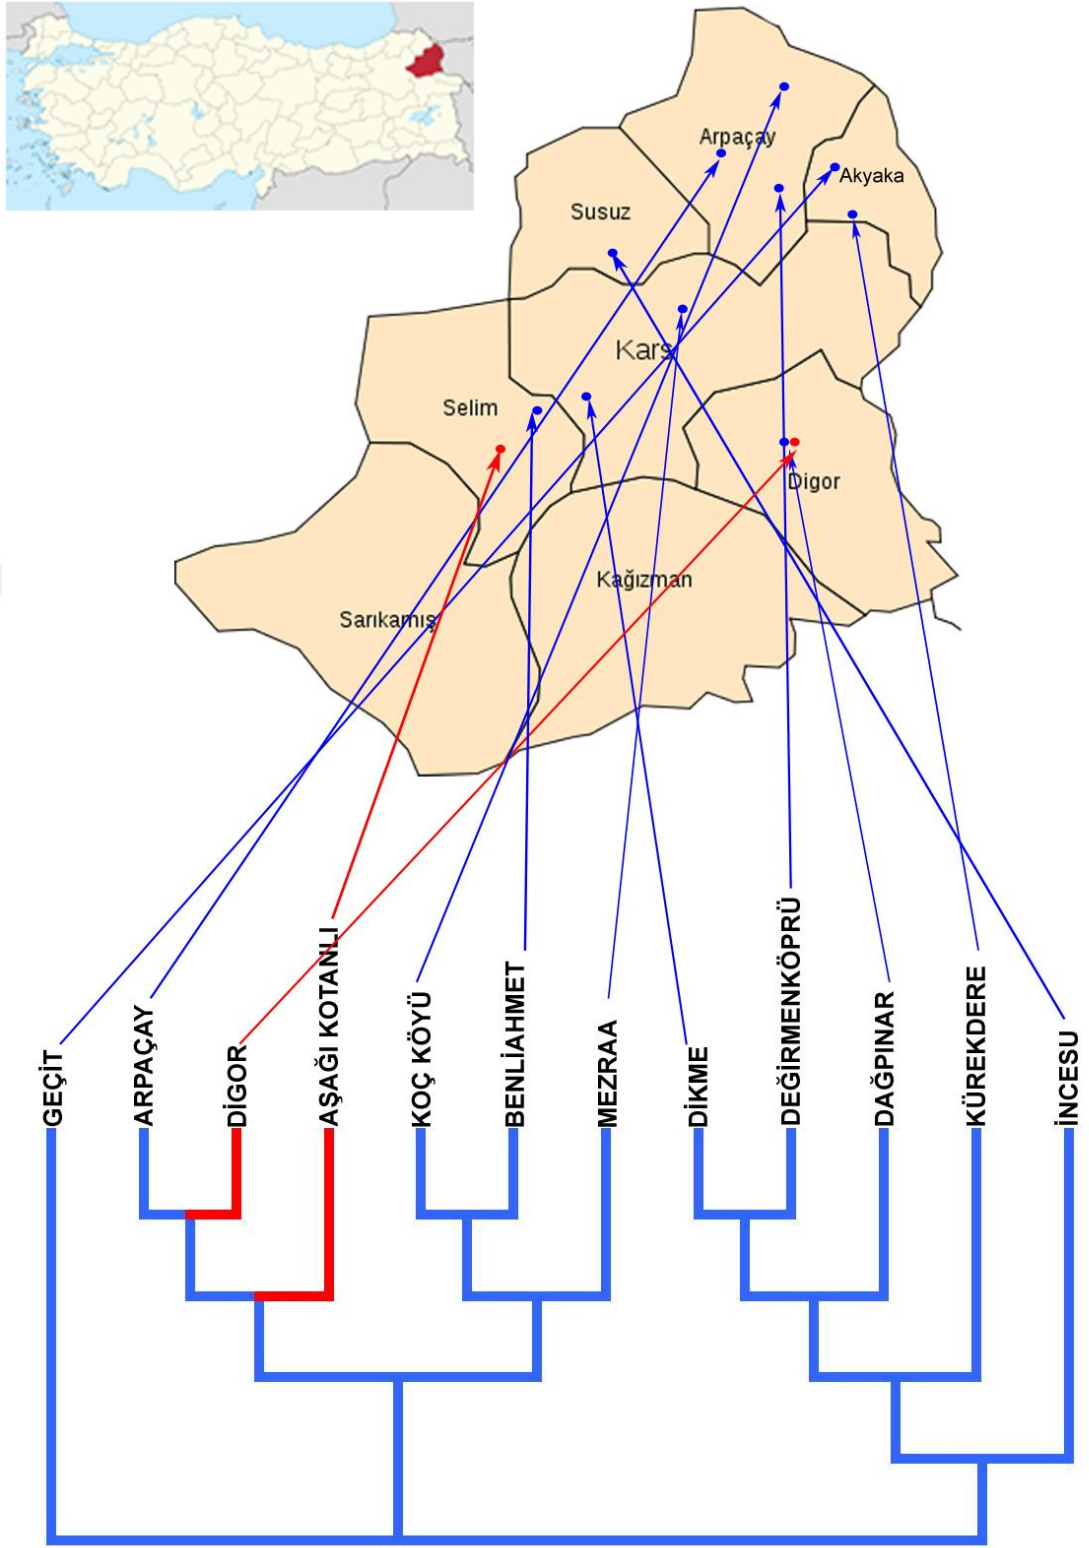 Arpaçay
Akyaka
Susuz
Kars
Selim
Digor
Kağızman
Sarıkamış
GEÇİT
ARPAÇAY
DİGOR
AŞAĞI KOTANLI
KOÇ KÖYÜ
BENLİAHMET
MEZRAA
DİKME
DEĞİRMENKÖPRÜ
DAĞPINAR
KÜREKDERE
İNCESU